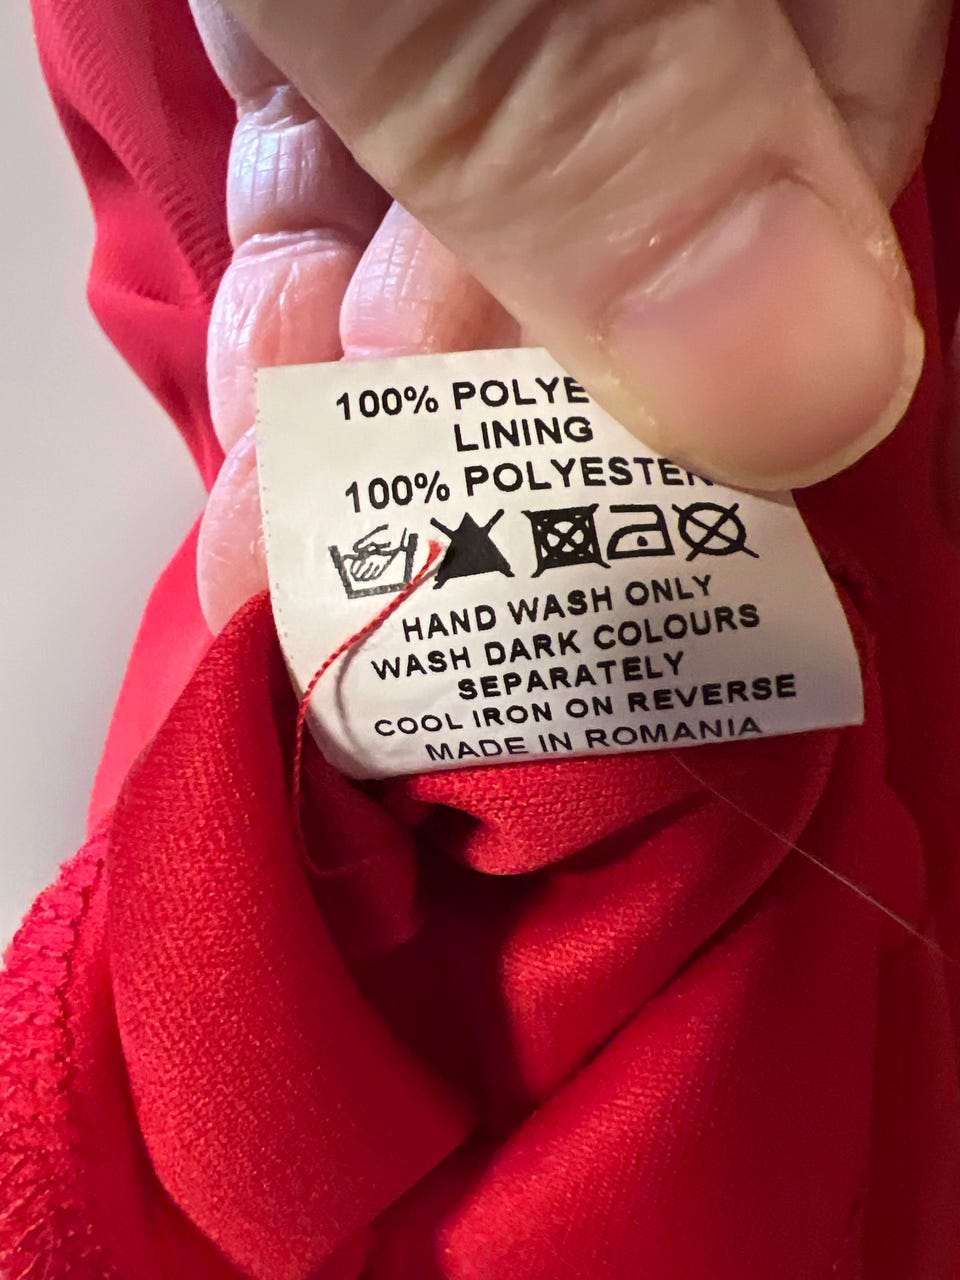 100% POLYE
LINING
100% POLYESTER
HAND WASH ONLY
WASH DARK COLOURS
SEPARATELY
COOL IRON ON REVERSE
MADE IN ROMANIA